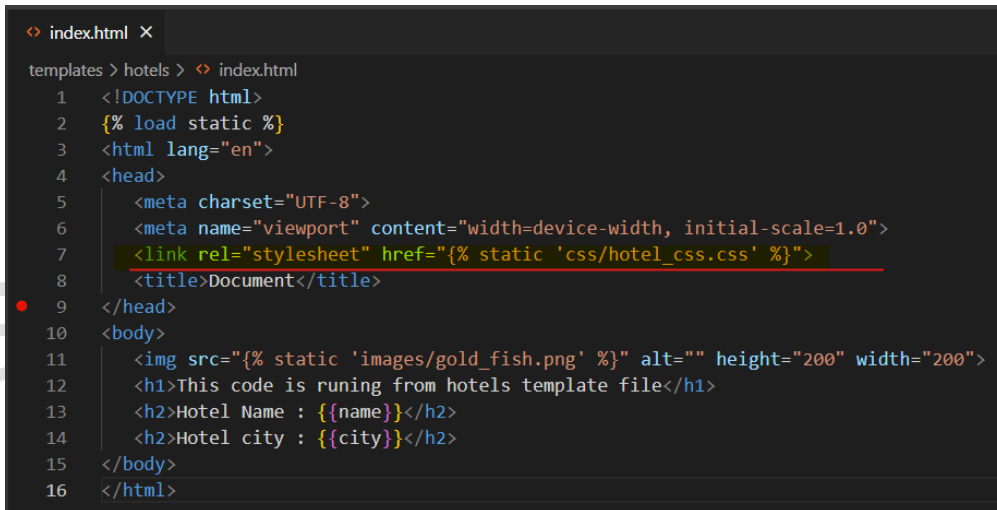 <> index.html ×
templates > hotels > <> index.html
1 <!DOCTYPE html>
2 {% load static %}
3 <html lang="en">
4 <head>
5 <meta charset="UTF-8">
6 <meta name="viewport" content="width=device-width, initial-scale=1.0">
7 <link rel="stylesheet" href="{% static 'css/hotel_css.css' %}">
8 <title>Document</title>
9 </head>
10 <body>
11 <img src="{% static 'images/gold_fish.png' %}" alt="" height="200" width="200">
12 <h1>This code is runing from hotels template file</h1>
13 <h2>Hotel Name : {{name}}</h2>
14 <h2>Hotel city : {{city}}</h2>
15 </body>
16 </html>